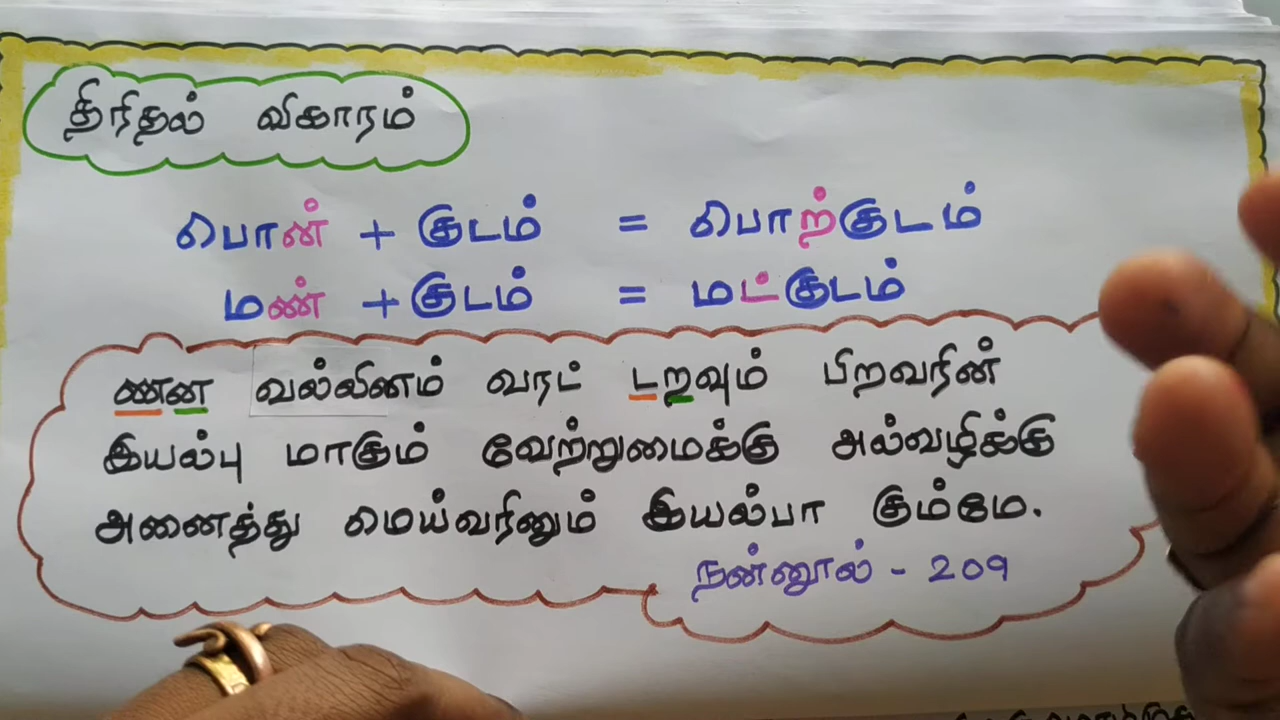 திரிதல் விகாரம்
பொன் + குடம் = பொற்குடம்
மண் + குடம் = மட்குடம்
ணன வல்லினம் வரட் டறவும் பிறவரின்
இயல்பு மாகும் வேற்றுமைக்கு அல்வழிக்கு
அனைத்து மெய்வரினும் இயல்பா கும்மே.
நன்னூல் - 209